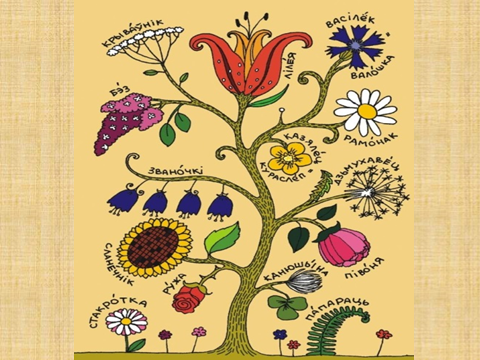 КРЫВАЎНІК
ЛІЛЕЯ
ВАСІЛЁК
ВАЛОШКА
БЭЗ
РАМОНАК
КАЗЯЛЕЦ
КУРАСЛЕП
ДЗЬМУХАВЕЦ
ЗВАНОЧКІ
СЛАНЕЧНІК
РУЖА
КАНЮШЫНА
ПІВОНЯ
СТАКРОТКА
ПАПАРАЦЬ